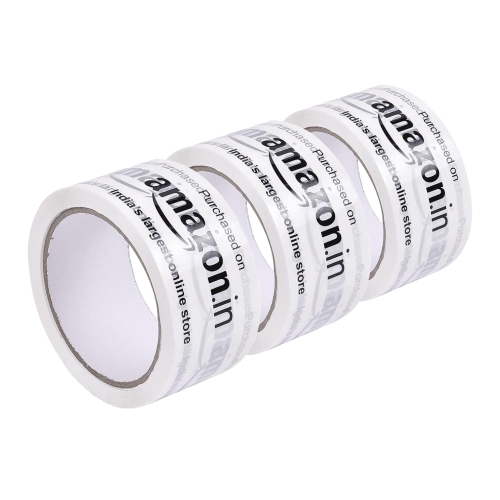 Purchased on
amazon.in
India's largest online store
Purchased on
amazon.in
India's largest online store
Purchased on
amazon.in
India's largest online store